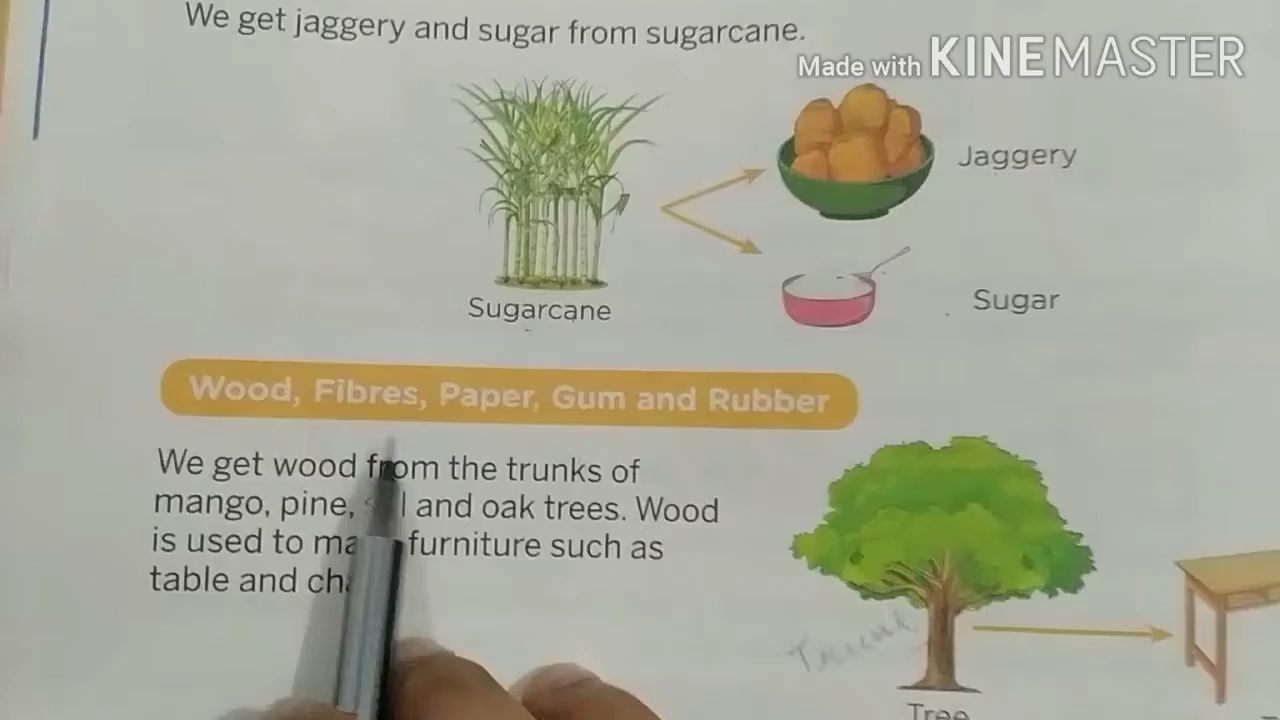 We get jaggery and sugar from sugarcane.
Made with KINEMASTER
Jaggery
Sugar
Sugarcane
Wood, Fibres, Paper, Gum and Rubber
We get wood from the trunks of
mango, pine, and oak trees. Wood
is used to furniture such as
table and
Trunk
Tree